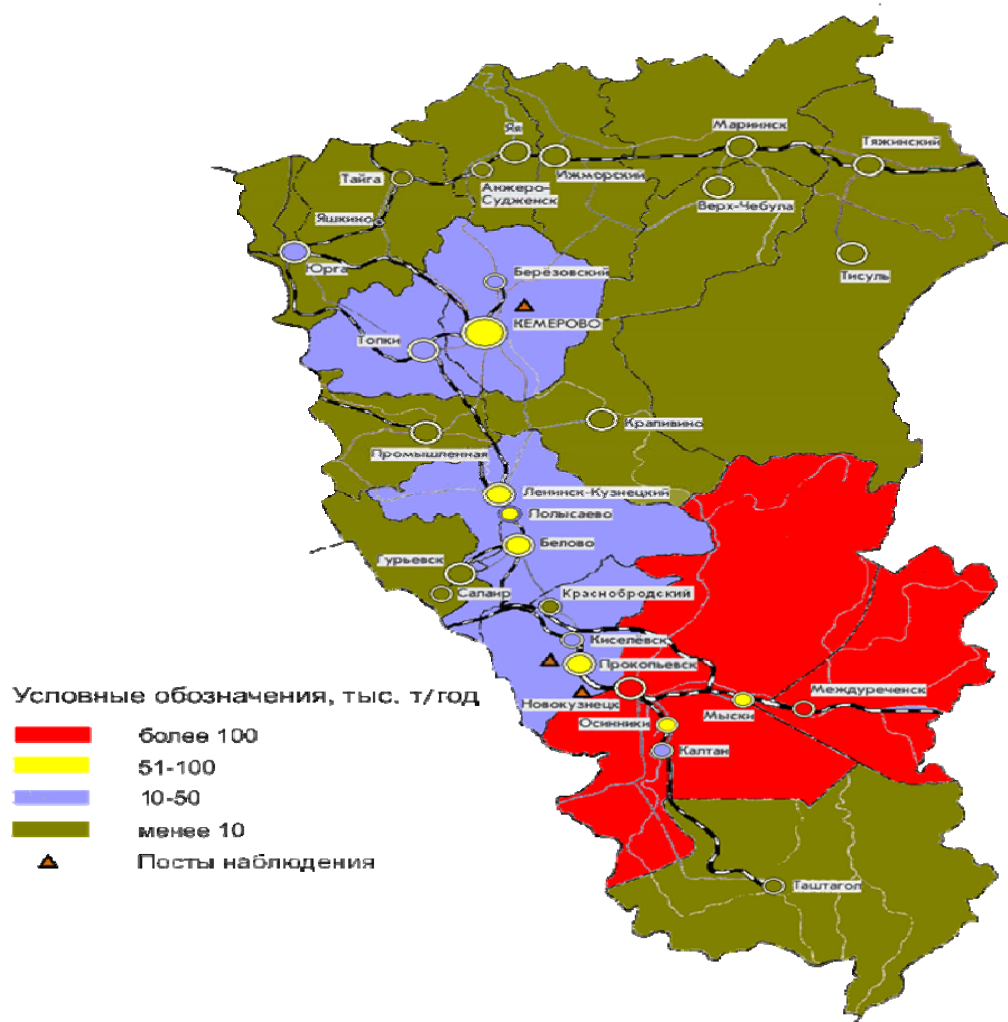 Яя
Мариинск
Тяжинский
Ижморский
Тайга
Анжеро-
Судженск
Верх-Чебула
Яшкино
Юрга
Берёзовский
Тисуль
КЕМЕРОВО
Топки
Крапивино
Промышленная
Ленинск-Кузнецкий
Полысаево
Белово
Гурьевск
Салаир
Краснобродский
Киселёвск
Прокопьевск
Новокузнецк
Междуреченск
Мыски
Осинники
Калтан
Таштагол
Условные обозначения, тыс. т/год
более 100
51-100
10-50
менее 10
Посты наблюдения